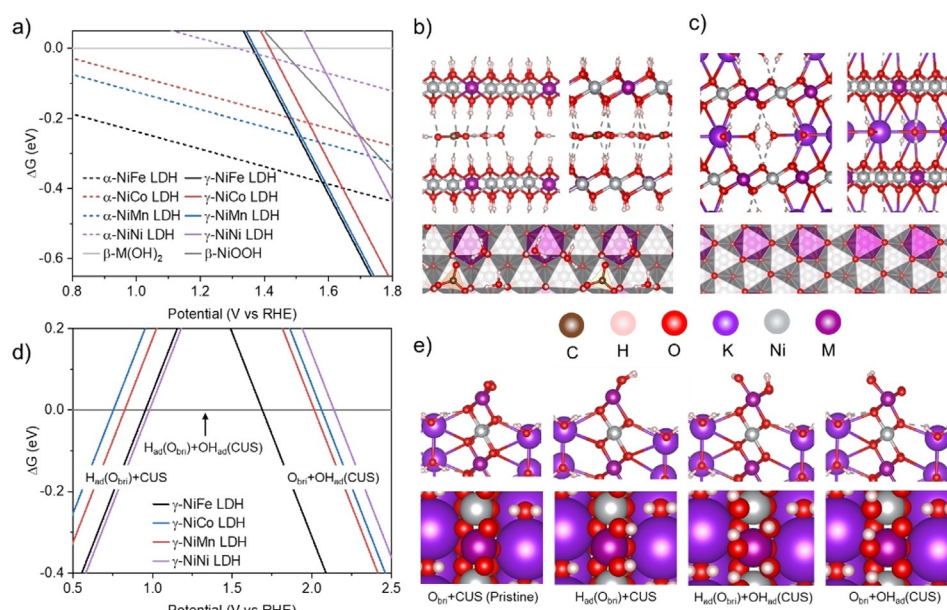 a)
ΔG (eV)
0.0
-0.2
-0.4
-0.6
α-NiFe LDH
γ-NiFe LDH
α-NiCo LDH
γ-NiCo LDH
α-NiMn LDH
γ-NiMn LDH
α-NiNi LDH
γ-NiNi LDH
β-M(OH)₂
β-NiOOH
0.8 1.0 1.2 1.4 1.6 1.8
Potential (V vs RHE)
b)
c)
C H O K Ni M
d)
ΔG (eV)
0.2
0.0
-0.2
-0.4
Had(Obri)+OHad(CUS)
Had(Obri)+CUS
Obri+OHad(CUS)
γ-NiFe LDH
γ-NiCo LDH
γ-NiMn LDH
γ-NiNi LDH
0.5 1.0 1.5 2.0 2.5
Potential (V vs RHE)
e)
Obri+CUS (Pristine) Had(Obri)+CUS Had(Obri)+OHad(CUS) Obri+OHad(CUS)